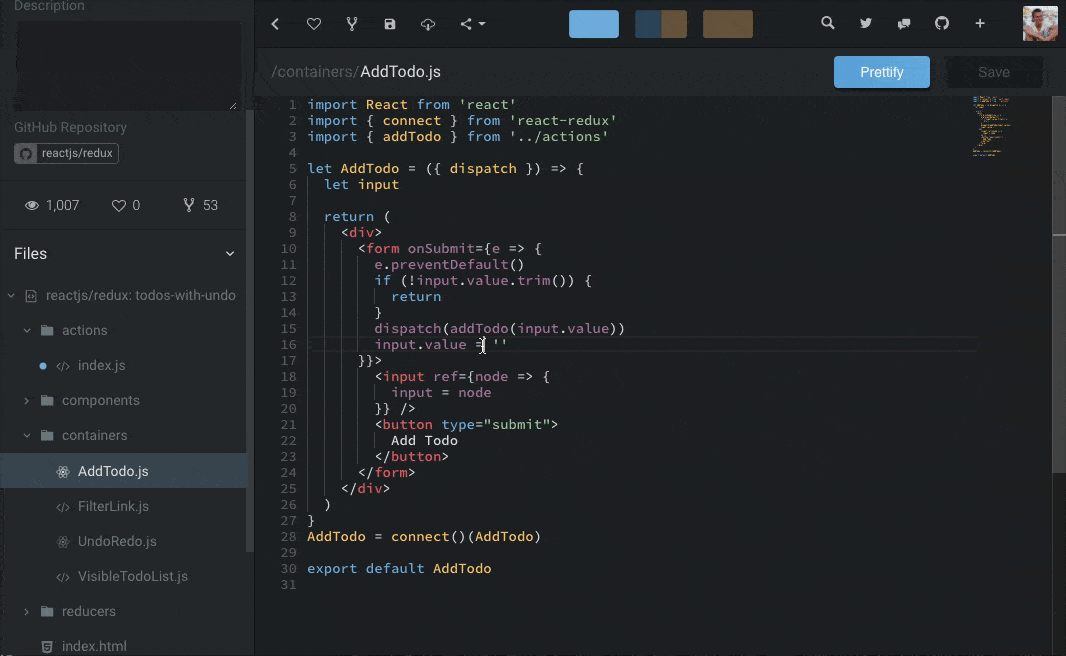 Description
GitHub Repository
reactjs/redux
1,007
0
53
Files
reactjs/redux: todos-with-undo
actions
index.js
components
containers
AddTodo.js
FilterLink.js
UndoRedo.js
VisibleTodoList.js
reducers
index.html
/containers/AddTodo.js
Prettify
Save
1 import React from 'react'
2 import { connect } from 'react-redux'
3 import { addTodo } from '../actions'
4
5 let AddTodo = ({ dispatch }) => {
6 let input
7
8 return (
9 <div>
10 <form onSubmit={e => {
11 e.preventDefault()
12 if (!input.value.trim()) {
13 return
14 }
15 dispatch(addTodo(input.value))
16 input.value = ''
17 }}>
18 <input ref={node => {
19 input = node
20 }} />
21 <button type="submit">
22 Add Todo
23 </button>
24 </form>
25 </div>
26 )
27 }
28 AddTodo = connect()(AddTodo)
29
30 export default AddTodo
31